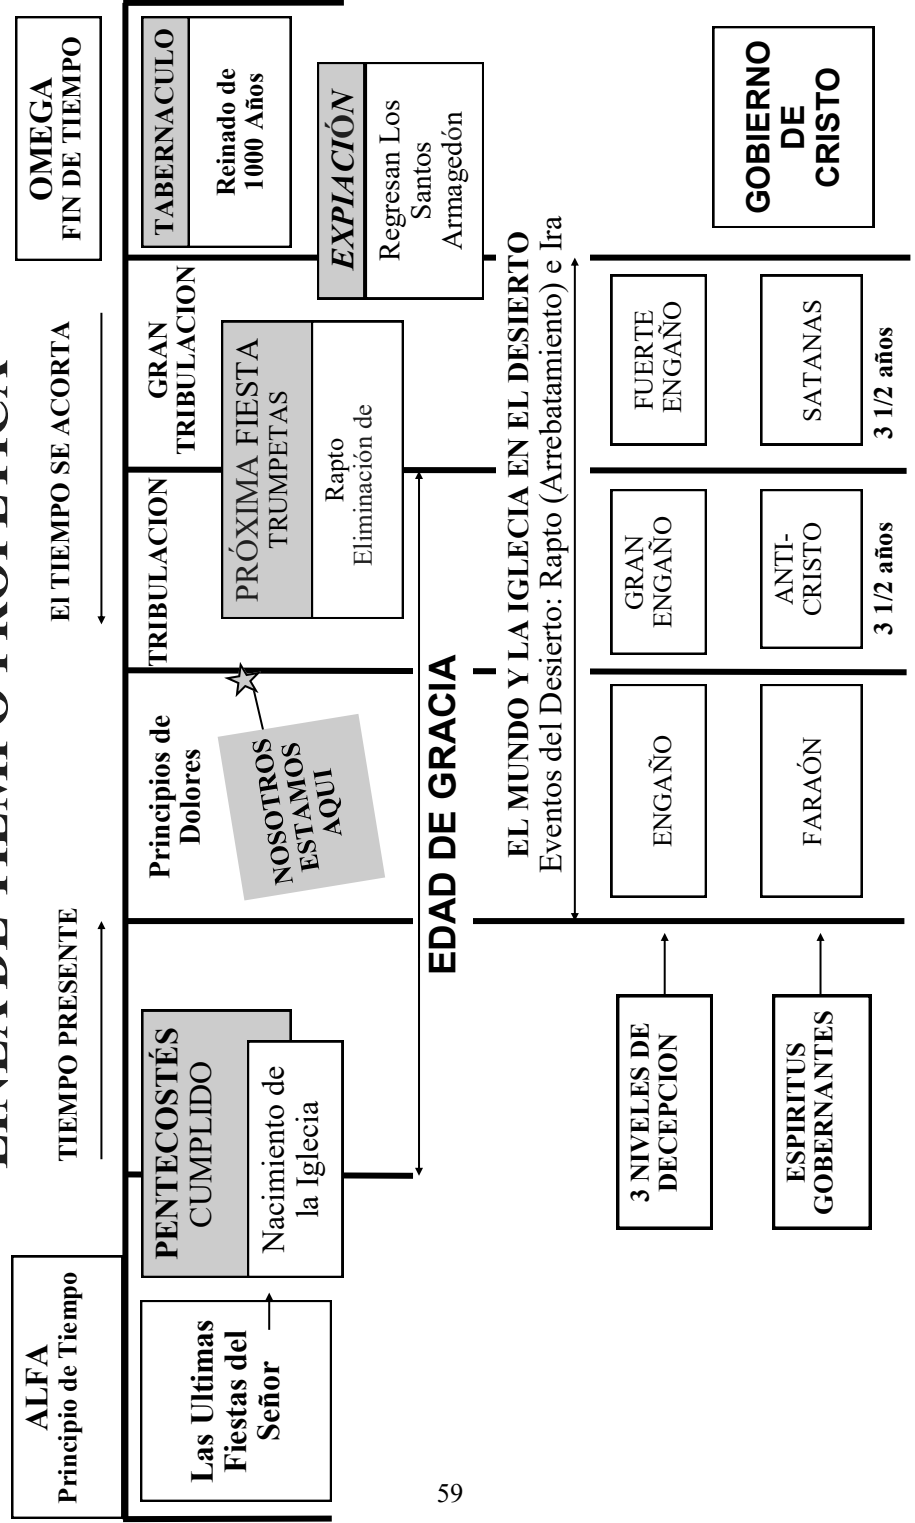 LINEA DE TIEMPO PROFETICA
ALFA
Principio de Tiempo
TIEMPO PRESENTE
El TIEMPO SE ACORTA
OMEGA
FIN DE TIEMPO
Las Ultimas
Fiestas del
Señor
PENTECOSTÉS
CUMPLIDO
Nacimiento de
la Iglecia
Principios de
Dolores
NOSOTROS
ESTAMOS
AQUI
TRIBULACION
GRAN
TRIBULACION
PRÓXIMA FIESTA
TRUMPETAS
Rapto
Eliminación de
TABERNACULO
Reinado de
1000 Años
EXPIACIÓN
Regresan Los
Santos
Armagedón
EDAD DE GRACIA
EL MUNDO Y LA IGLECIA EN EL DESIERTO
Eventos del Desierto: Rapto (Arrebatamiento) e Ira
3 NIVELES DE
DECEPCION
ENGAÑO
GRAN
ENGAÑO
FUERTE
ENGAÑO
ESPIRITUS
GOBERNANTES
FARAÓN
ANTI-
CRISTO
SATANAS
3 1/2 años
3 1/2 años
GOBIERNO
DE
CRISTO
59